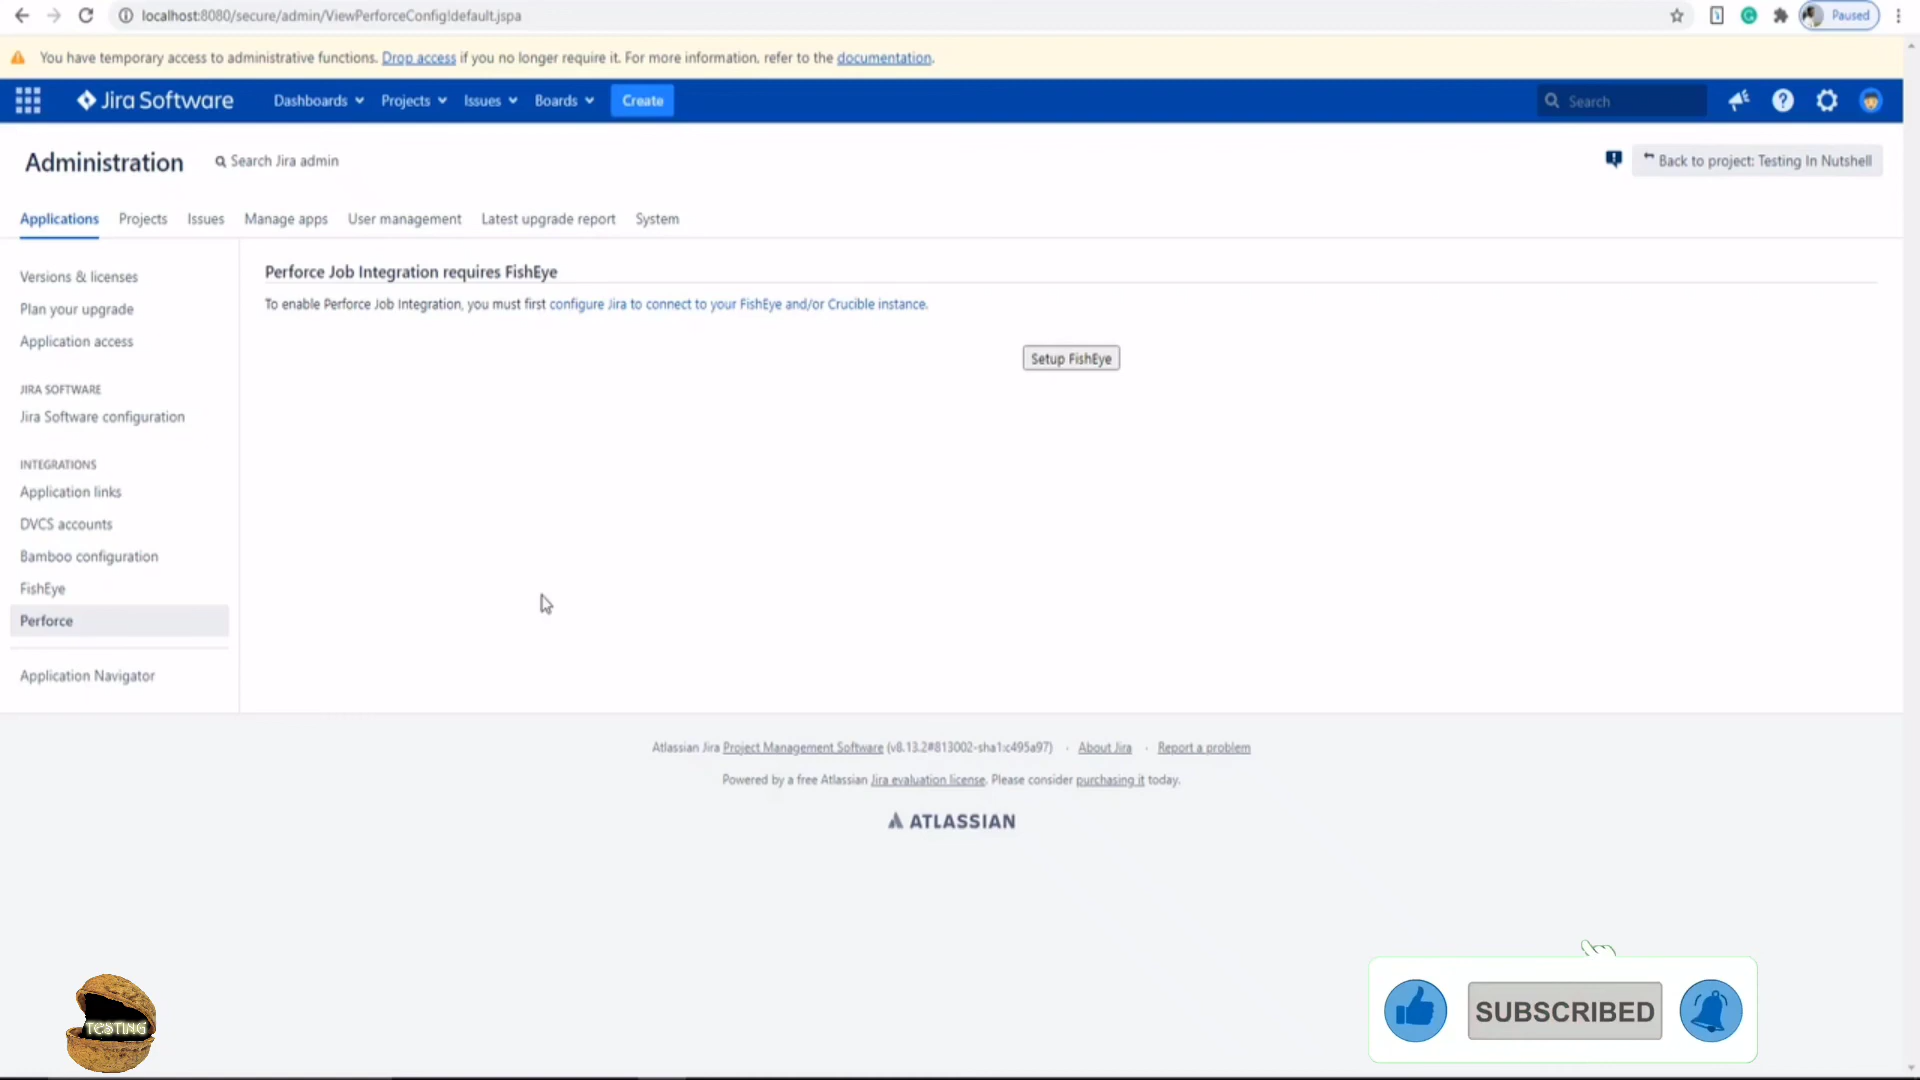 localhost:8080/secure/admin/ViewPerforceConfig!default.jspa
Paused
You have temporary access to administrative functions. Drop access if you no longer require it. For more information, refer to the documentation.
Jira Software Dashboards Projects Issues Boards Create Search
Administration Search Jira admin Back to project: Testing In Nutshell
Applications Projects Issues Manage apps User management Latest upgrade report System
Versions & licenses
Plan your upgrade
Application access
JIRA SOFTWARE
Jira Software configuration
INTEGRATIONS
Application links
DVCS accounts
Bamboo configuration
FishEye
Perforce
Application Navigator
Perforce Job Integration requires FishEye
To enable Perforce Job Integration, you must first configure Jira to connect to your FishEye and/or Crucible instance.
Setup FishEye
Atlassian Jira Project Management Software (v8.13.2#813002-sha1:c495a97) · About Jira · Report a problem
Powered by a free Atlassian Jira evaluation license. Please consider purchasing it today.
ATLASSIAN
TESTING
SUBSCRIBED